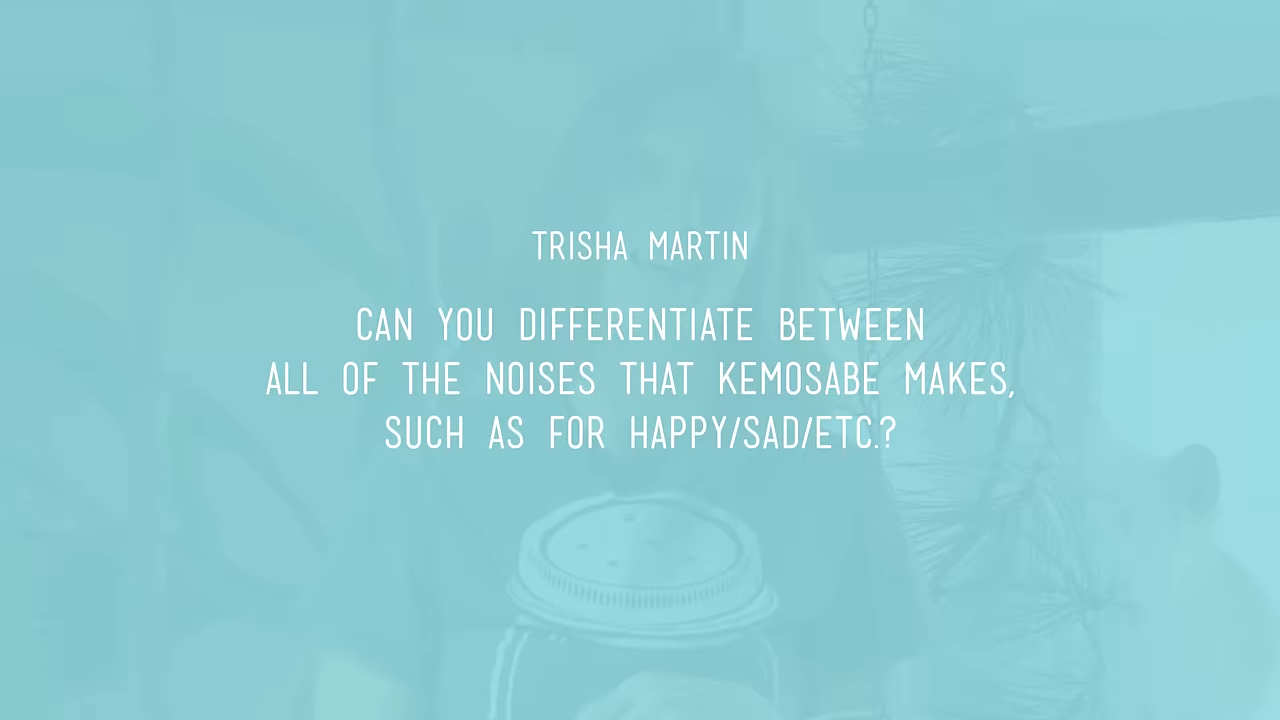 TRISHA MARTIN
CAN YOU DIFFERENTIATE BETWEEN
ALL OF THE NOISES THAT KEMOSABE MAKES,
SUCH AS FOR HAPPY/SAD/ETC.?